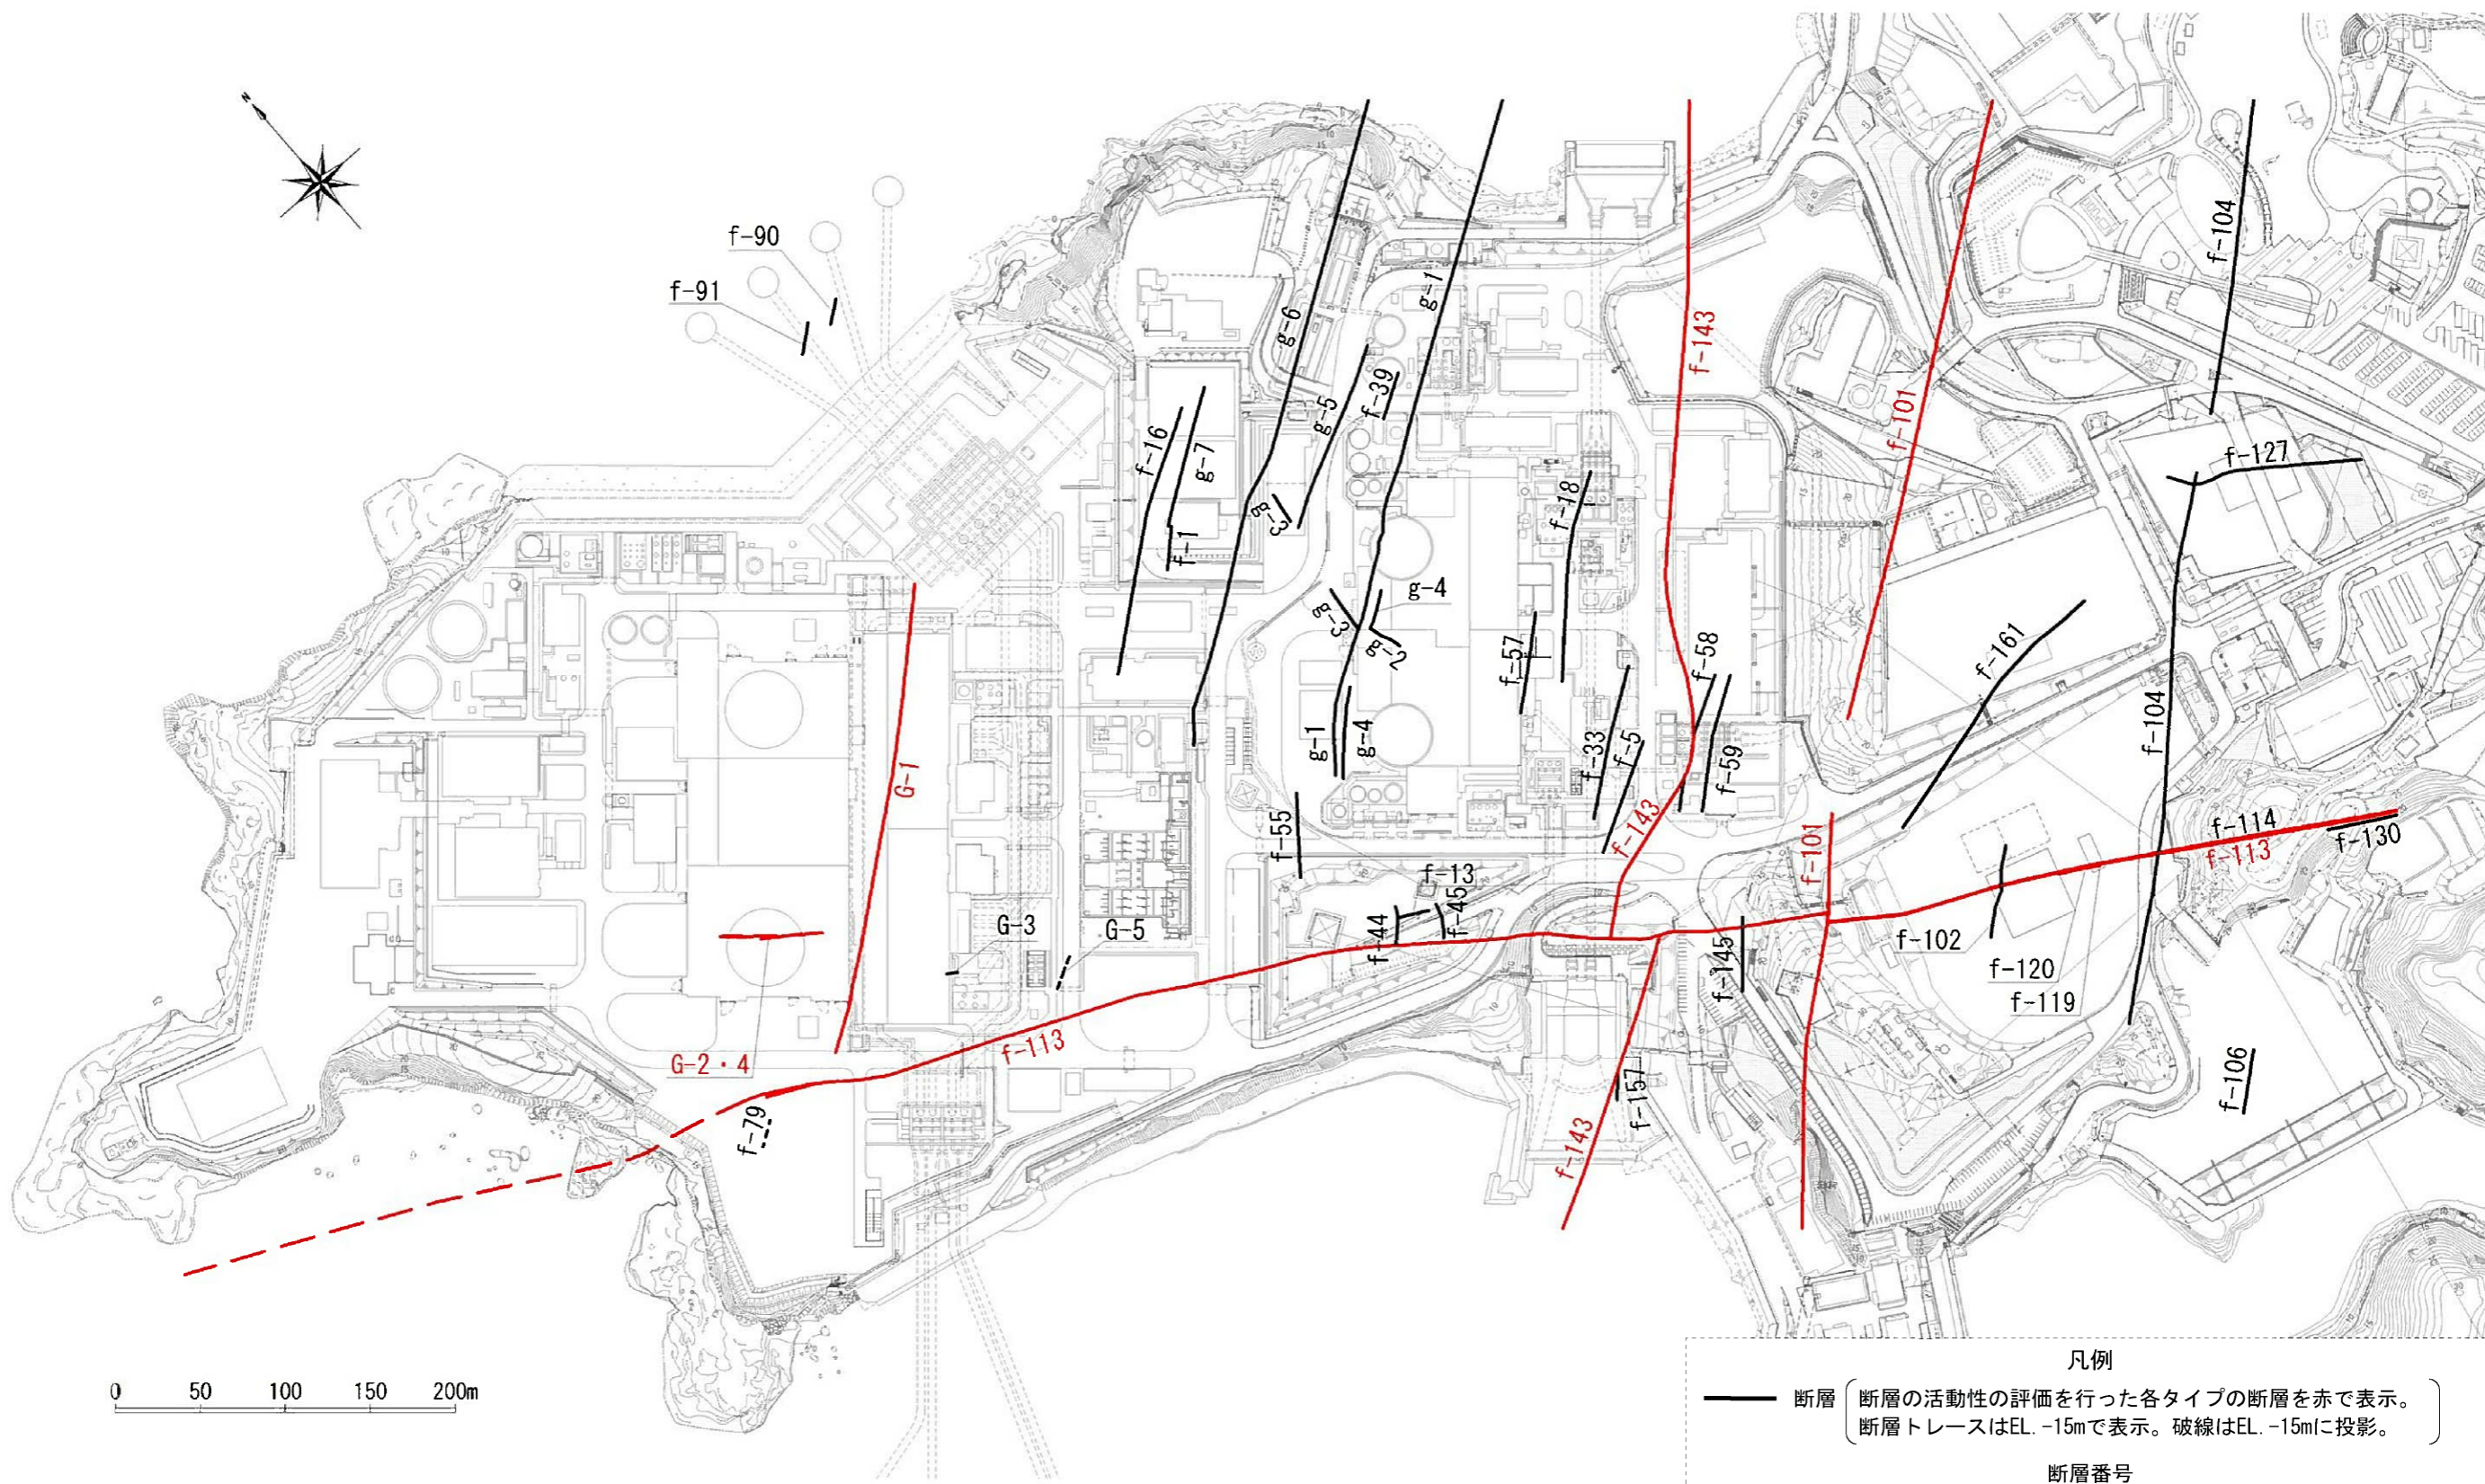 N
f-90
f-91
g-6
g-1
f-143
f-104
f-101
f-39
g-5
f-16
g-7
f-127
g-3
f-18
f-1
g-4
g-3
g-2
f-57
f-58
f-161
G-1
g-1
g-4
f-33
f-5
f-59
f-104
f-55
f-143
f-101
f-114
f-113
f-130
f-13
f-44
f-45
G-3
G-5
f-145
f-102
f-120
f-119
G-2・4
f-113
f-79
f-157
f-143
f-106
0 50 100 150 200m
凡例
断層 断層の活動性の評価を行った各タイプの断層を赤で表示。
断層トレースはEL.-15mで表示。破線はEL.-15mに投影。
断層番号